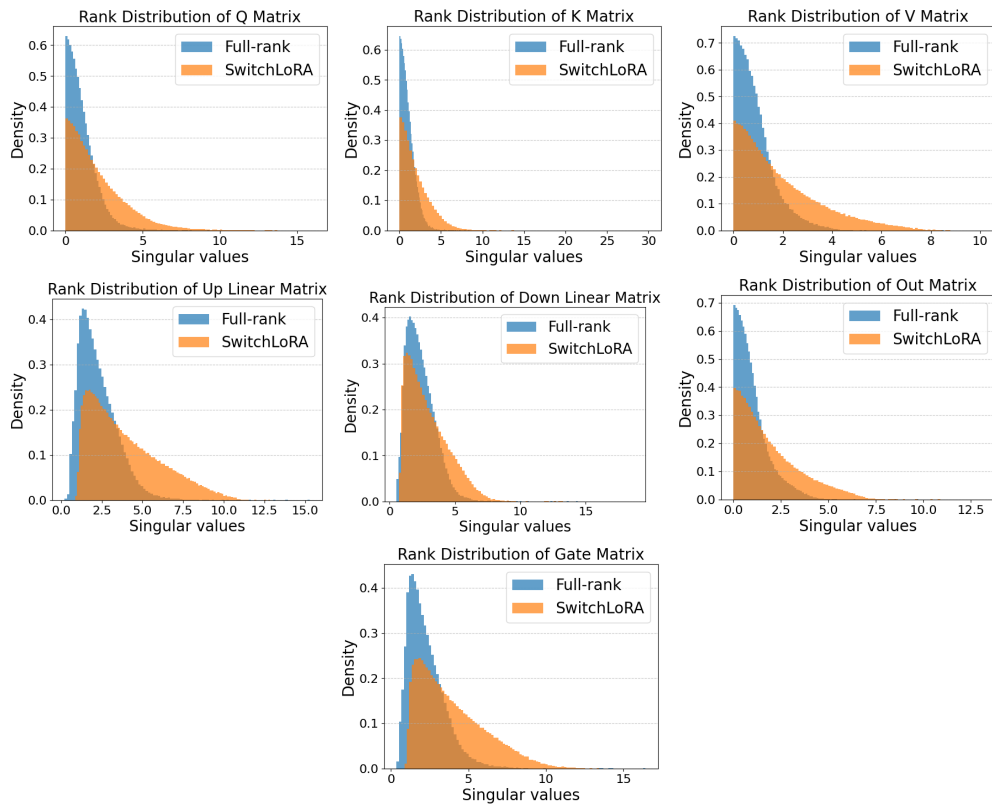 Rank Distribution of Q Matrix
Density
0.6
0.5
0.4
0.3
0.2
0.1
0.0
Full-rank
SwitchLoRA
0 5 10 15
Singular values
Rank Distribution of K Matrix
Density
0.6
0.5
0.4
0.3
0.2
0.1
0.0
Full-rank
SwitchLoRA
0 5 10 15 20 25 30
Singular values
Rank Distribution of V Matrix
Density
0.7
0.6
0.5
0.4
0.3
0.2
0.1
0.0
Full-rank
SwitchLoRA
0 2 4 6 8 10
Singular values
Rank Distribution of Up Linear Matrix
Density
0.4
0.3
0.2
0.1
0.0
Full-rank
SwitchLoRA
0.0 2.5 5.0 7.5 10.0 12.5 15.0
Singular values
Rank Distribution of Down Linear Matrix
Density
0.4
0.3
0.2
0.1
0.0
Full-rank
SwitchLoRA
0 5 10 15
Singular values
Rank Distribution of Out Matrix
Density
0.7
0.6
0.5
0.4
0.3
0.2
0.1
0.0
Full-rank
SwitchLoRA
0.0 2.5 5.0 7.5 10.0 12.5
Singular values
Rank Distribution of Gate Matrix
Density
0.4
0.3
0.2
0.1
0.0
Full-rank
SwitchLoRA
0 5 10 15
Singular values